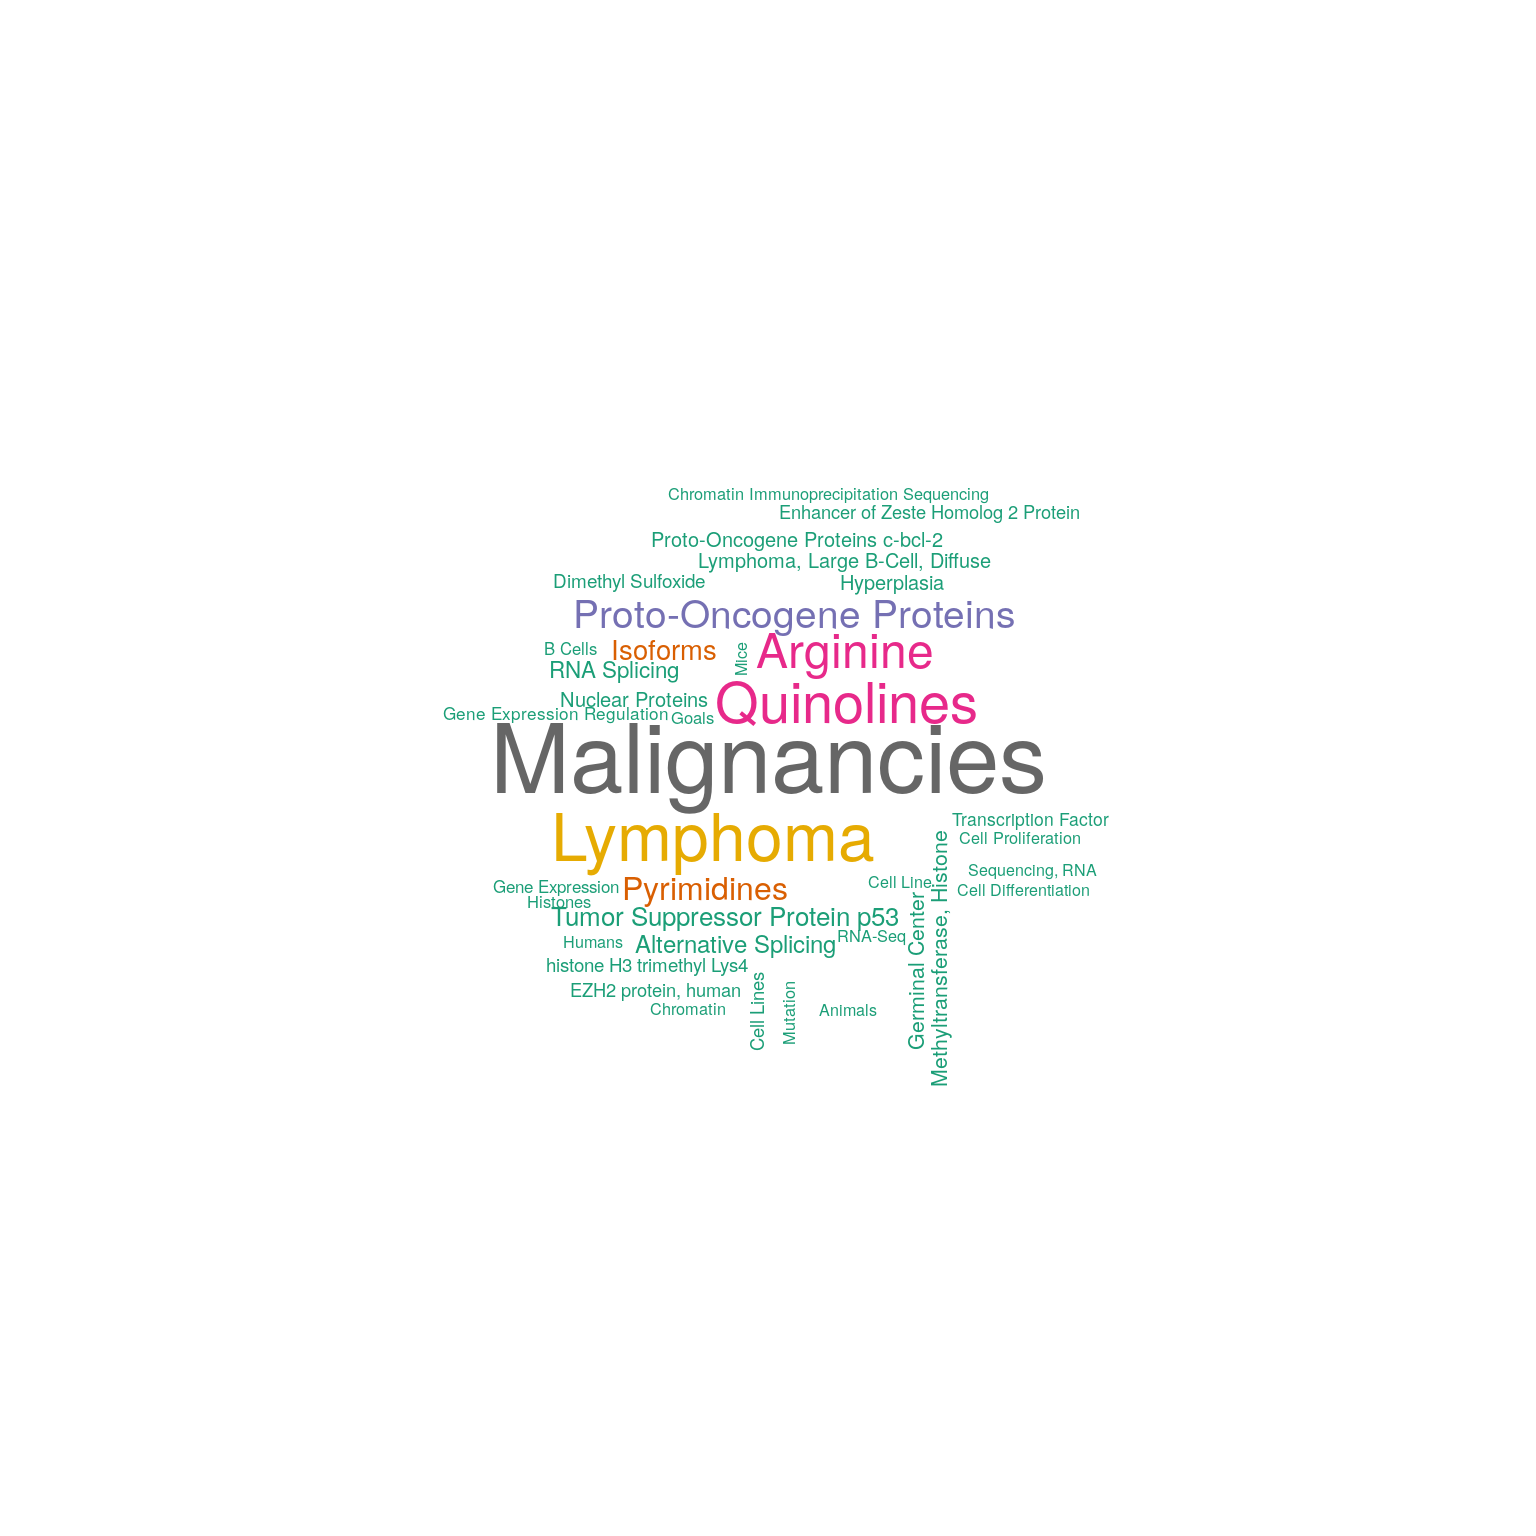 Chromatin Immunoprecipitation Sequencing
Enhancer of Zeste Homolog 2 Protein
Proto-Oncogene Proteins c-bcl-2
Lymphoma, Large B-Cell, Diffuse
Dimethyl Sulfoxide
Hyperplasia
Proto-Oncogene Proteins
B Cells
Isoforms
Mice
Arginine
RNA Splicing
Nuclear Proteins
Quinolines
Gene Expression Regulation
Goals
Malignancies
Lymphoma
Transcription Factor
Cell Proliferation
Sequencing, RNA
Cell Differentiation
Cell Line
Gene Expression
Pyrimidines
Histones
Tumor Suppressor Protein p53
Humans
Alternative Splicing
RNA-Seq
Germinal Center
Methyltransferase, Histone
histone H3 trimethyl Lys4
EZH2 protein, human
Chromatin
Cell Lines
Mutation
Animals